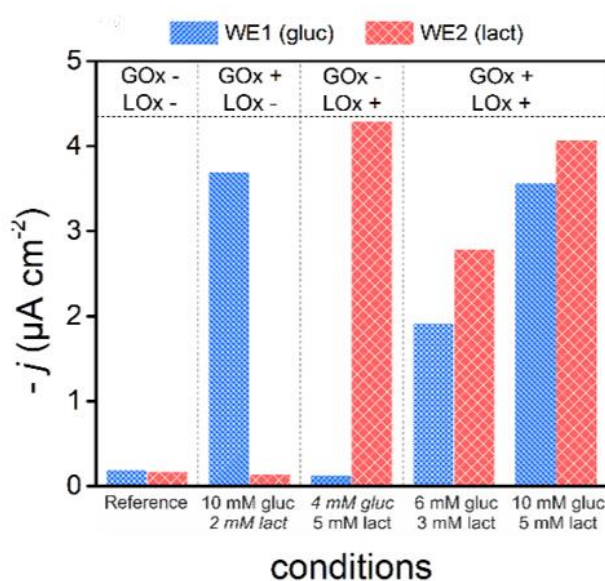 WE1 (gluc) WE2 (lact)
GOx - GOx + GOx - GOx +
LOx - LOx - LOx + LOx +
5
4
3
2
1
0
- j (µA cm-2)
Reference 10 mM gluc 4 mM gluc 6 mM gluc 10 mM gluc
2 mM lact 5 mM lact 3 mM lact 5 mM lact
conditions